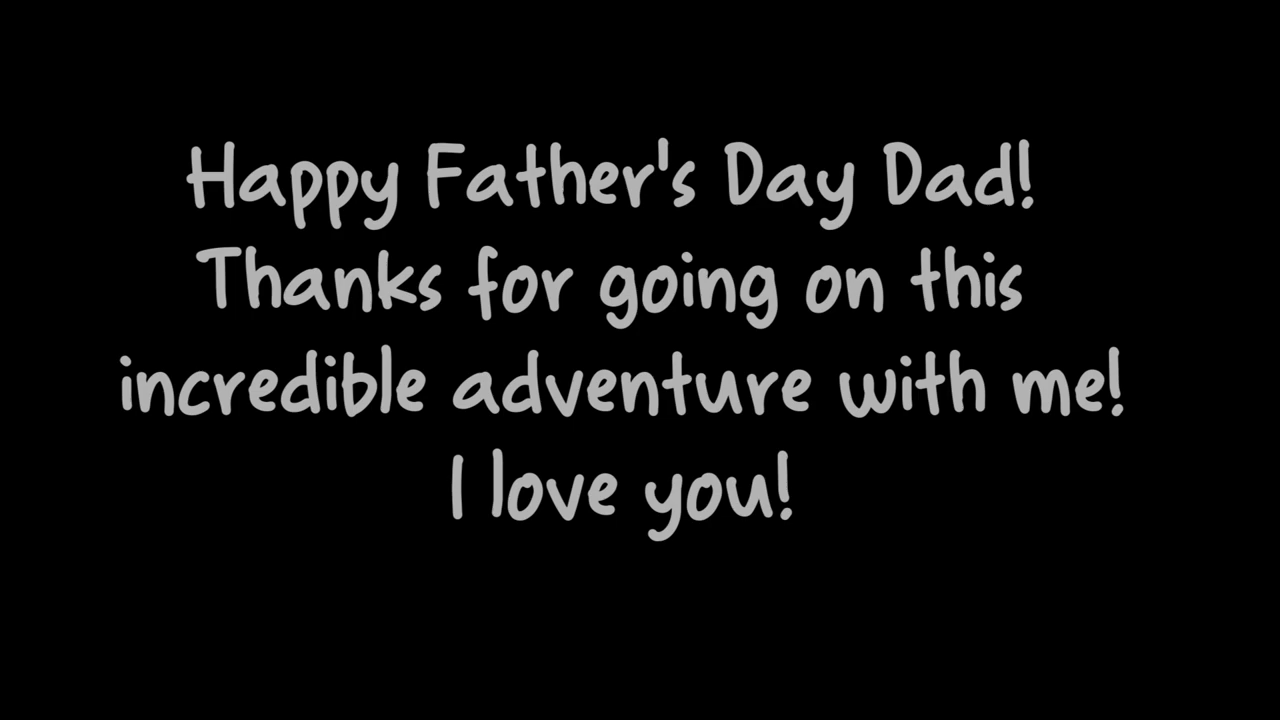 Happy Father's Day Dad!
Thanks for going on this
incredible adventure with me!
I love you!